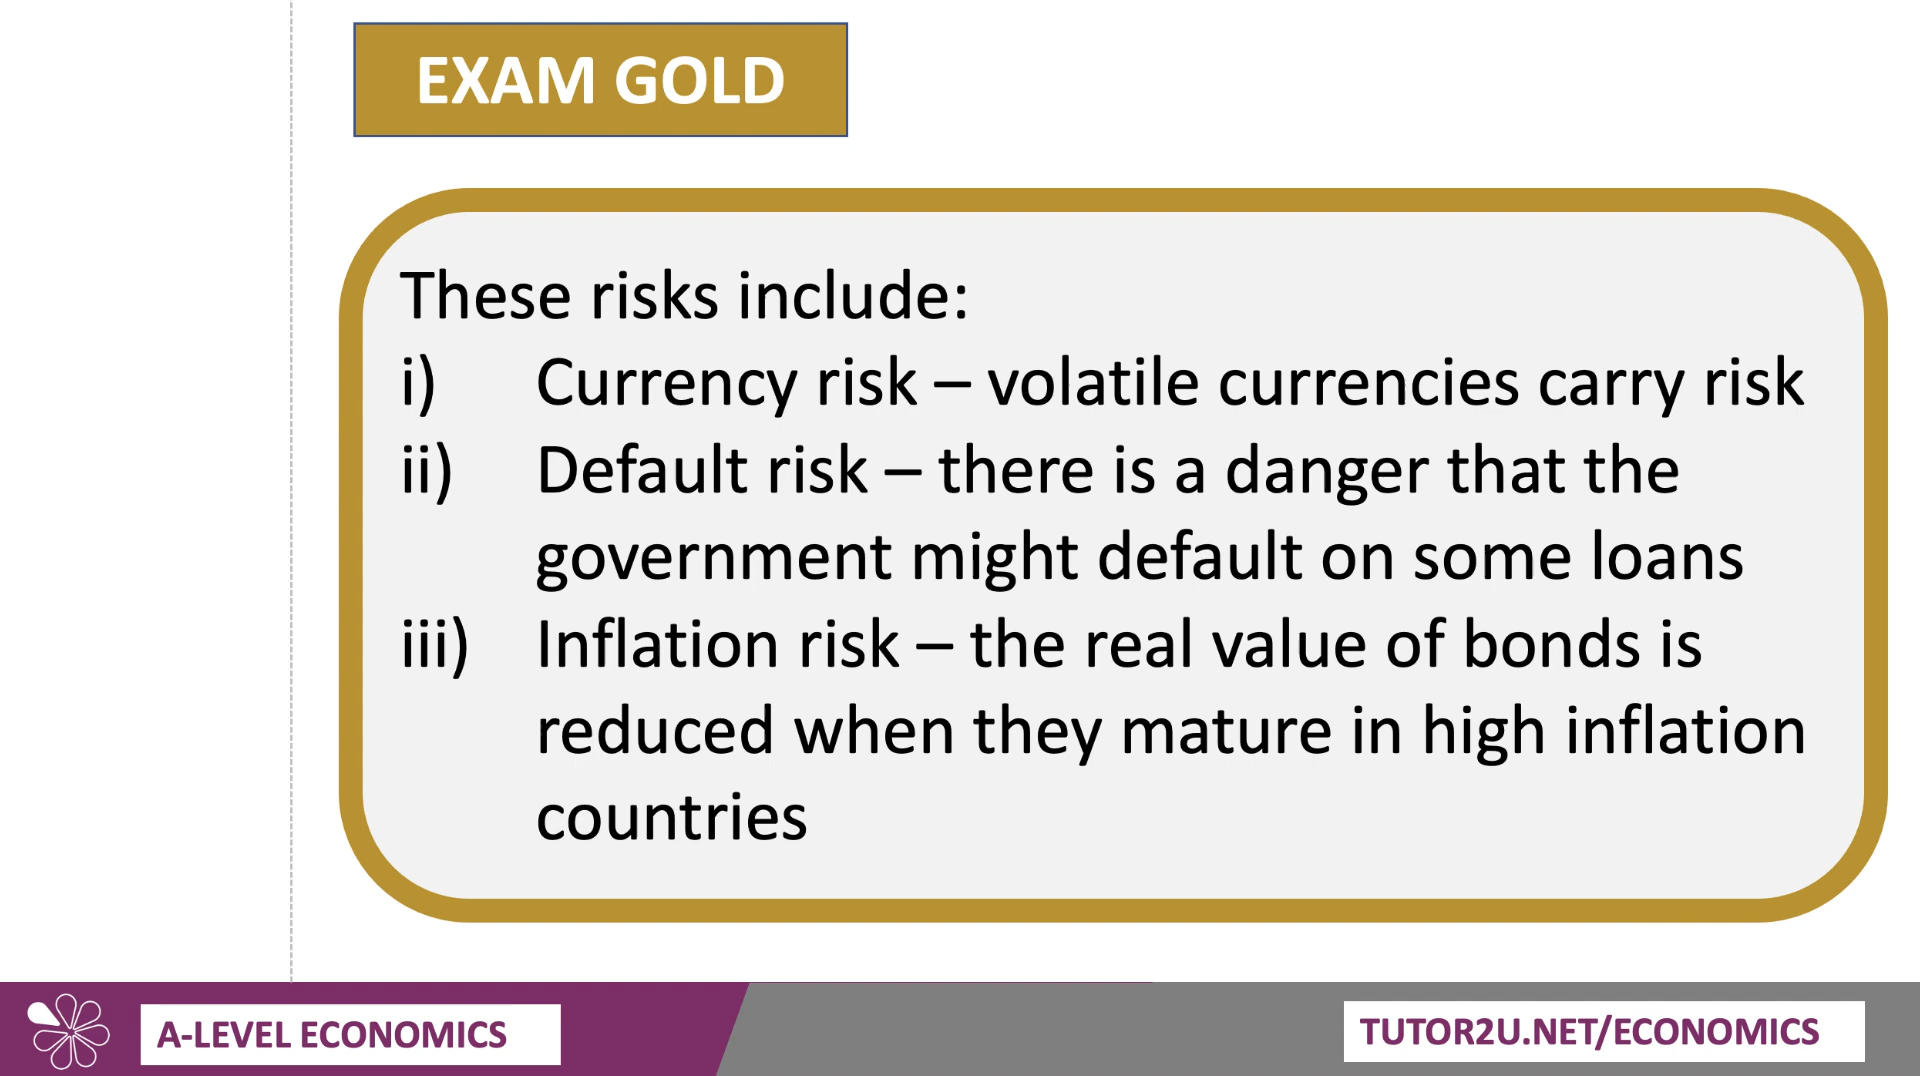 EXAM GOLD
These risks include:
i) Currency risk – volatile currencies carry risk
ii) Default risk – there is a danger that the
government might default on some loans
iii) Inflation risk – the real value of bonds is
reduced when they mature in high inflation
countries
A-LEVEL ECONOMICS
TUTOR2U.NET/ECONOMICS